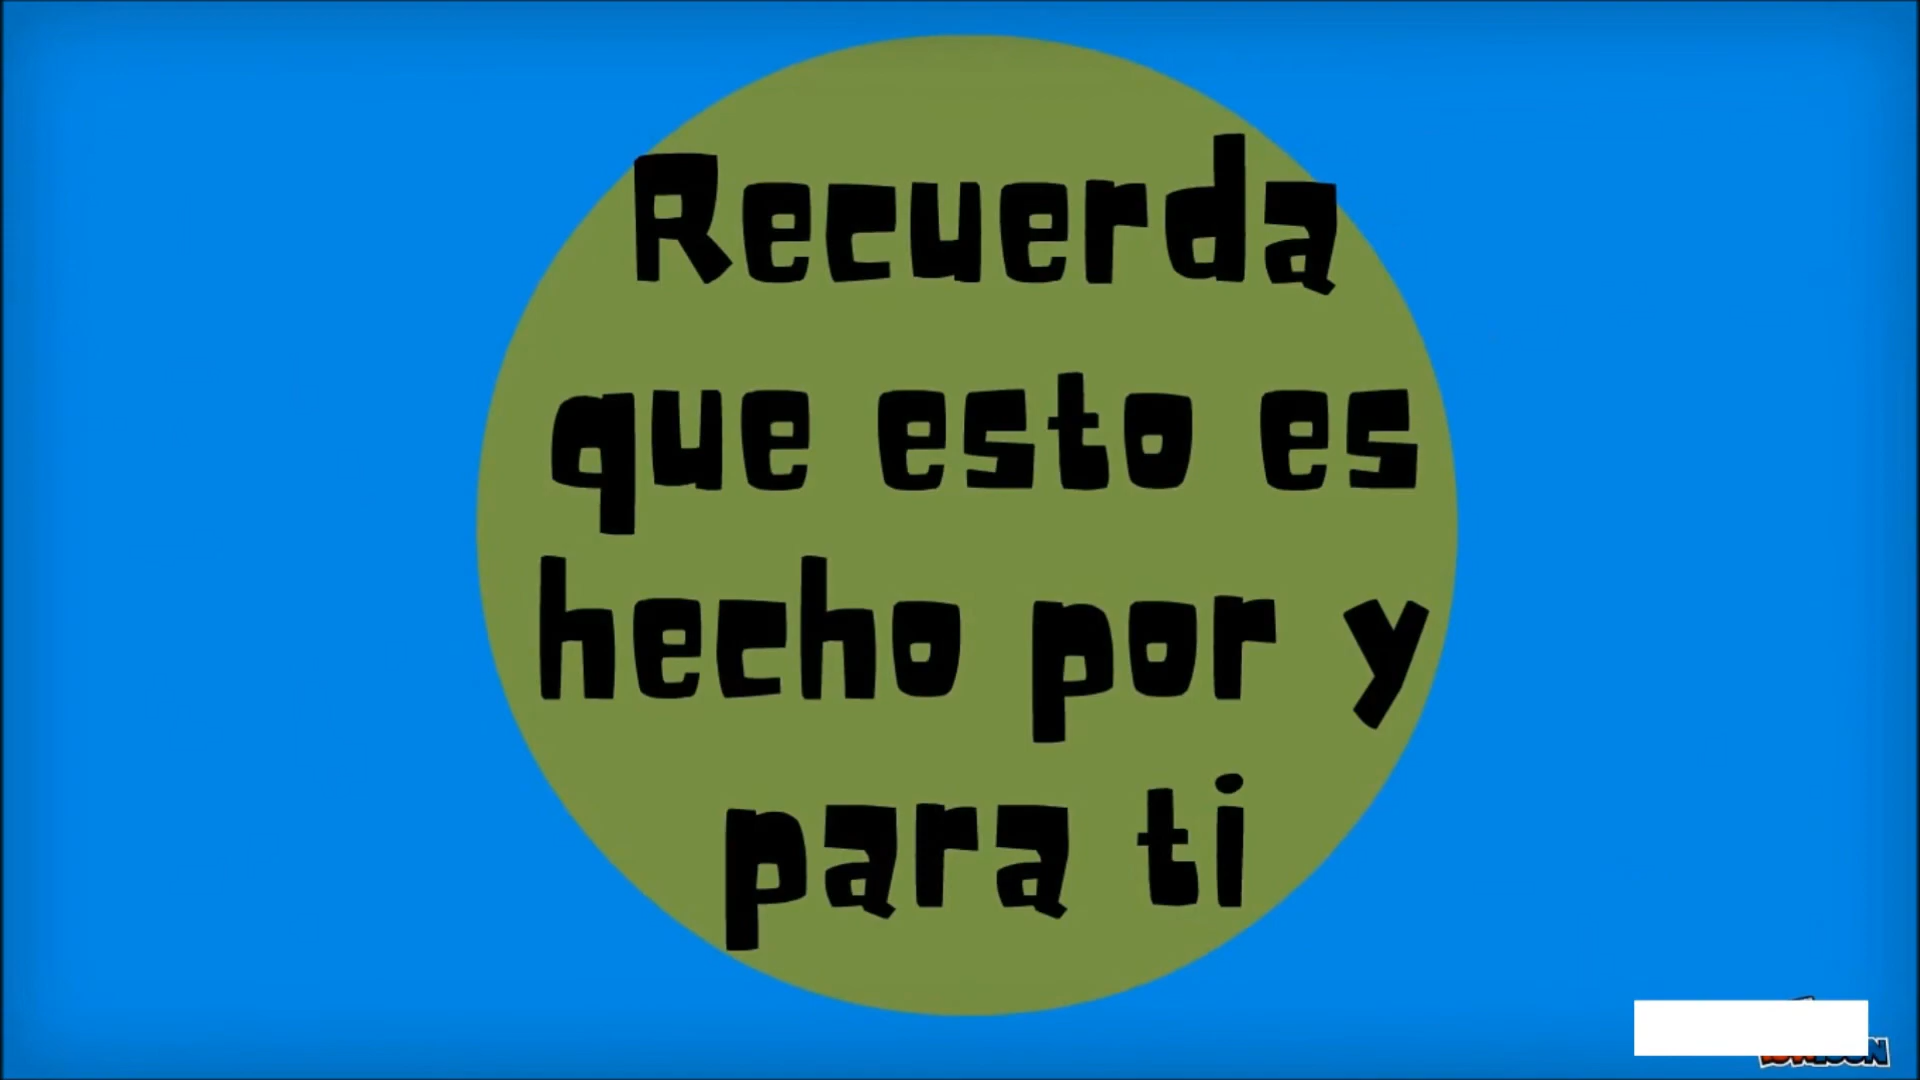 Recuerda
que esto es
hecho por y
para ti